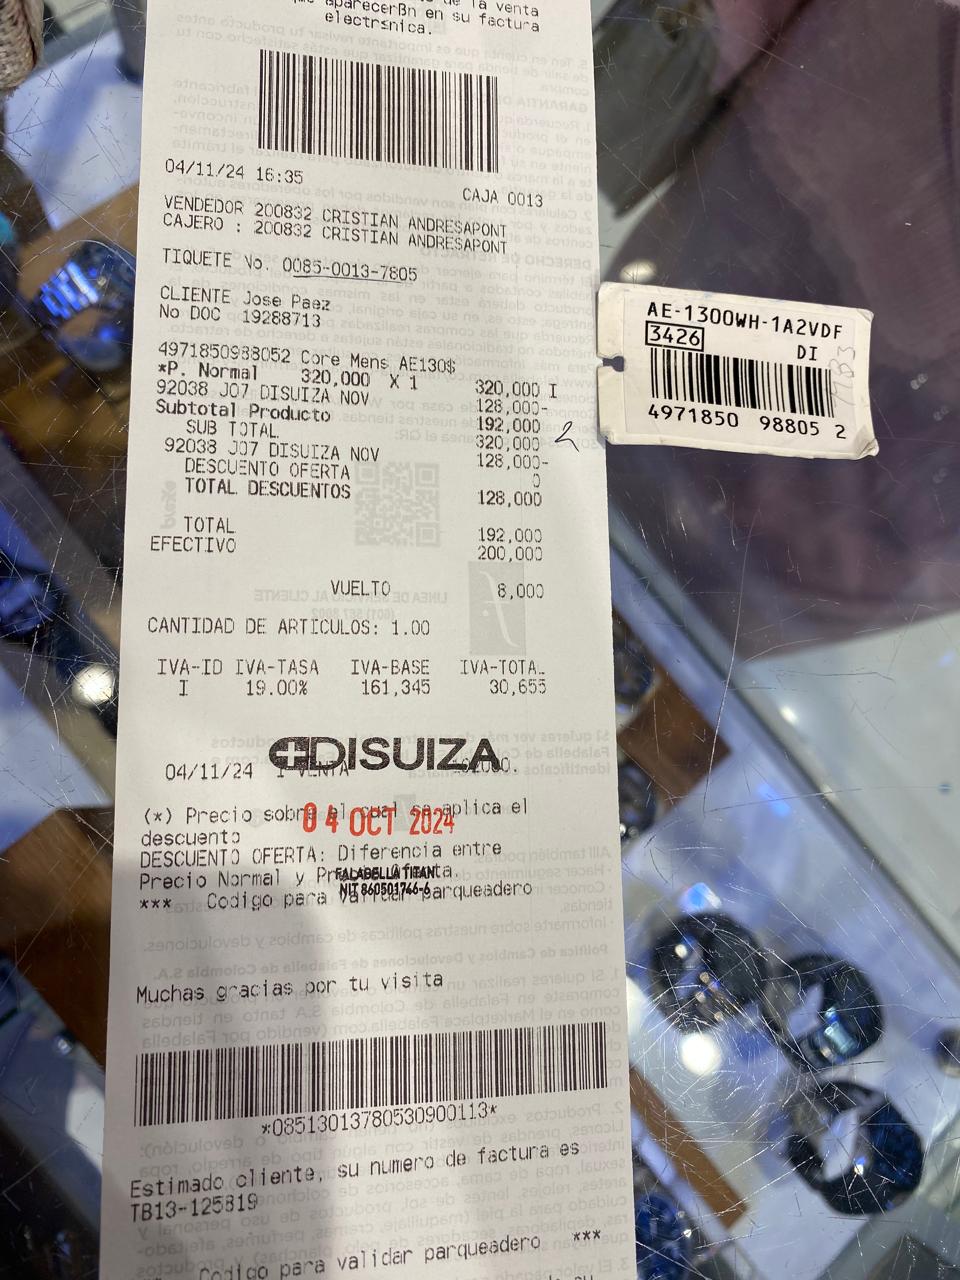 de la venta
aparecerßn en su factura
electrsnica.
04/11/24 16:35
CAJA 0013
VENDEDOR 200832 CRISTIAN ANDRESAPONT
CAJERO : 200832 CRISTIAN ANDRESAPONT
TIQUETE No. 0085-0013-7805
CLIENTE Jose Paez
No DOC 19288713
4971850988052 Core Mens AE130$
*P. Normal 320,000 X 1 320,000 I
92038 J07 DISUIZA NOV 128,000-
Subtotal Producto 192,000
SUB TOTAL 320,000
92038 J07 DISUIZA NOV 128,000-
DESCUENTO OFERTA 0
TOTAL DESCUENTOS 128,000
2
TOTAL 192,000
EFECTIVO 200,000
VUELTO 8,000
CANTIDAD DE ARTICULOS: 1.00
IVA-ID IVA-TASA IVA-BASE IVA-TOTAL
I 19.00% 161,345 30,655
DISUIZA
04/11/24
(*) Precio sobre el cual se aplica el
04 OCT 2024
descuento
DESCUENTO OFERTA: Diferencia entre
Precio Normal y Precio Oferta.
FALABELLA TITAN
NIT 860501746-6
*** Codigo para validar parqueadero
Muchas gracias por tu visita
*08513013780530900113*
Estimado cliente, su numero de factura es
TB13-125819
Codigo para validar parqueadero ***
AE-1300WH-1A2VDF
3426 DI
4971850 98805 2